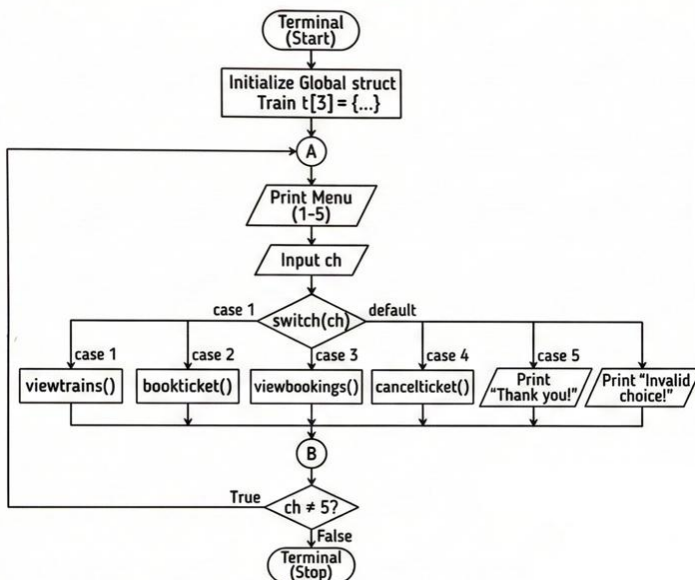 Terminal
(Start)
Initialize Global struct
Train t[3] = {...}
A
Print Menu
(1-5)
Input ch
case 1
switch(ch)
default
case 1
case 2
case 3
case 4
case 5
viewtrains()
bookticket()
viewbookings()
cancelticket()
Print
"Thank you!"
Print "Invalid
choice!"
B
True
ch ≠ 5?
False
Terminal
(Stop)